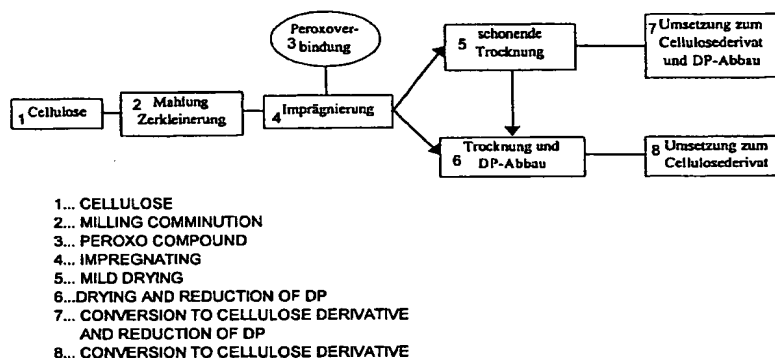 1 Cellulose
2 Mahlung
Zerkleinerung
Peroxover-
3 bindung
4 Imprägnierung
5 schonende
Trocknung
6 Trocknung und
DP-Abbau
7 Umsetzung zum
Cellulosederivat
und DP-Abbau
8 Umsetzung zum
Cellulosederivat
1... CELLULOSE
2... MILLING COMMINUTION
3... PEROXO COMPOUND
4... IMPREGNATING
5... MILD DRYING
6...DRYING AND REDUCTION OF DP
7... CONVERSION TO CELLULOSE DERIVATIVE
AND REDUCTION OF DP
8... CONVERSION TO CELLULOSE DERIVATIVE